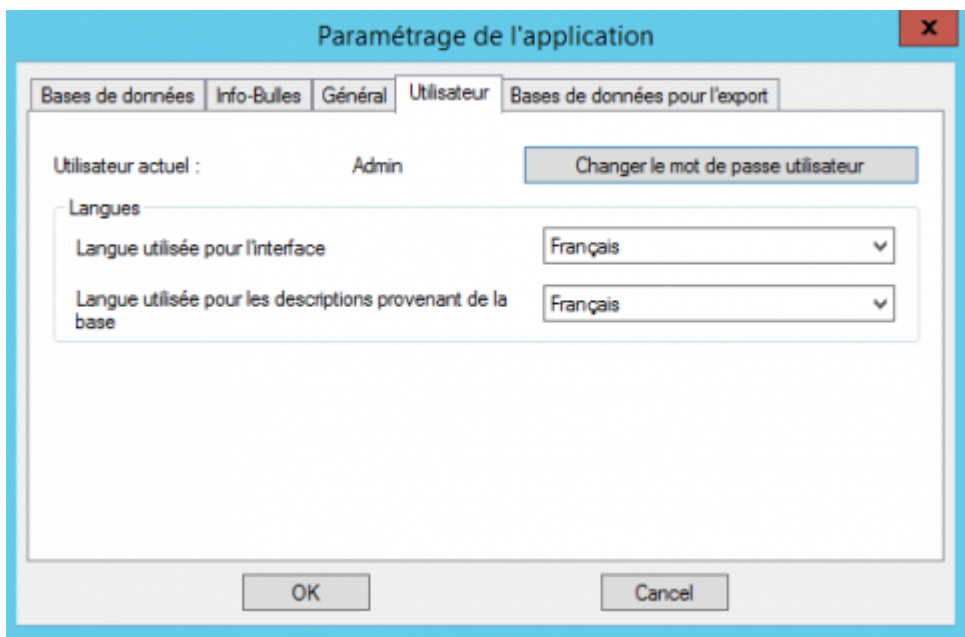 Paramétrage de l'application
x
Bases de données Info-Bulles Général Utilisateur Bases de données pour l'export
Utilisateur actuel : Admin Changer le mot de passe utilisateur
Langues
Langue utilisée pour l'interface Français
Langue utilisée pour les descriptions provenant de la
base
Français
OK Cancel